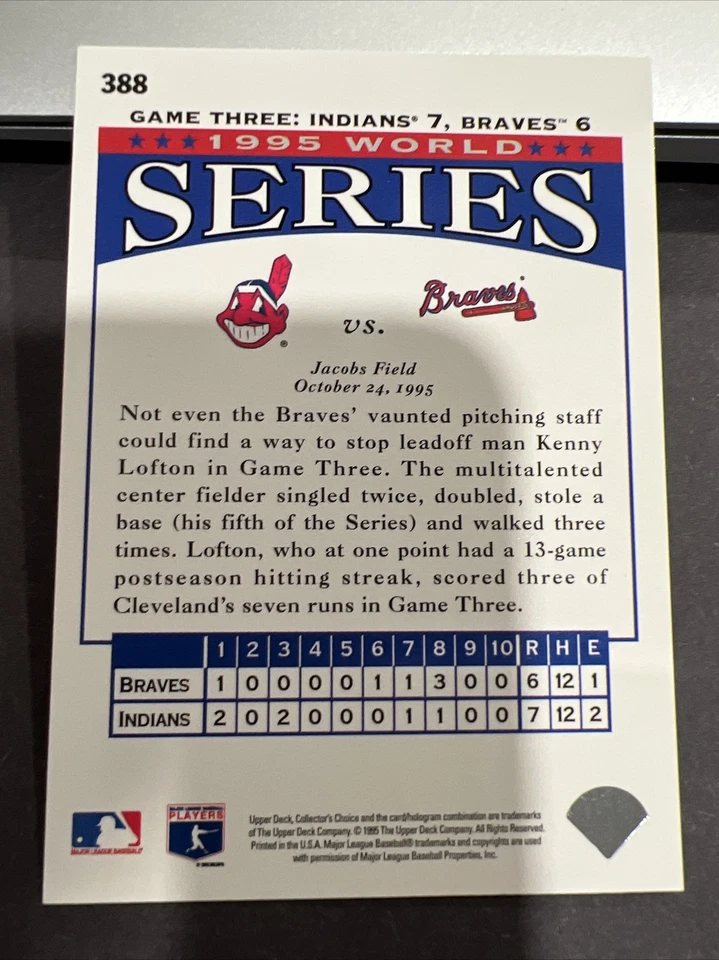 388
GAME THREE: INDIANS® 7, BRAVES™ 6
1995 WORLD
SERIES
Braves
vs.
Jacobs Field
October 24, 1995
Not even the Braves' vaunted pitching staff
could find a way to stop leadoff man Kenny
Lofton in Game Three. The multitalented
center fielder singled twice, doubled, stole a
base (his fifth of the Series) and walked three
times. Lofton, who at one point had a 13-game
postseason hitting streak, scored three of
Cleveland's seven runs in Game Three.
1 2 3 4 5 6 7 8 9 10 R H E
BRAVES 1 0 0 0 0 1 1 3 0 0 6 12 1
INDIANS 2 0 2 0 0 0 1 1 0 0 7 12 2
MAJOR LEAGUE BASEBALL®
MAJOR LEAGUE BASEBALL
PLAYERS
Upper Deck, Collector's Choice and the card/hologram combination are trademarks
of The Upper Deck Company. © 1995 The Upper Deck Company. All Rights Reserved.
Printed in the U.S.A. Major League Baseball® trademarks and copyrights are used
with permission of Major League Baseball Properties, Inc.